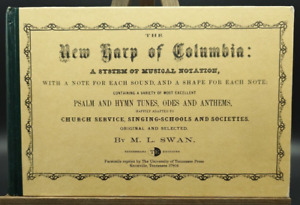 THE
New Harp of Columbia:
A SYSTEM OF MUSICAL NOTATION,
WITH A NOTE FOR EACH SOUND, AND A SHAPE FOR EACH NOTE.
CONTAINING A VARIETY OF MOST EXCELLENT
PSALM AND HYMN TUNES, ODES AND ANTHEMS,
HAPPILY ADAPTED TO
CHURCH SERVICE, SINGING-SCHOOLS AND SOCIETIES.
ORIGINAL AND SELECTED.
By M. L. SWAN.
Facsimile reprint by The University of Tennessee Press
Knoxville, Tennessee